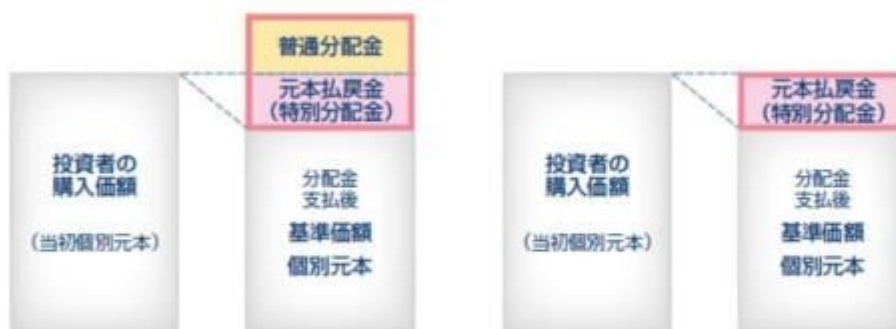 普通分配金
元本払戻金
(特別分配金)
投資者の
購入価額
(当初個別元本)
分配金
支払後
基準価額
個別元本
元本払戻金
(特別分配金)
投資者の
購入価額
(当初個別元本)
分配金
支払後
基準価額
個別元本